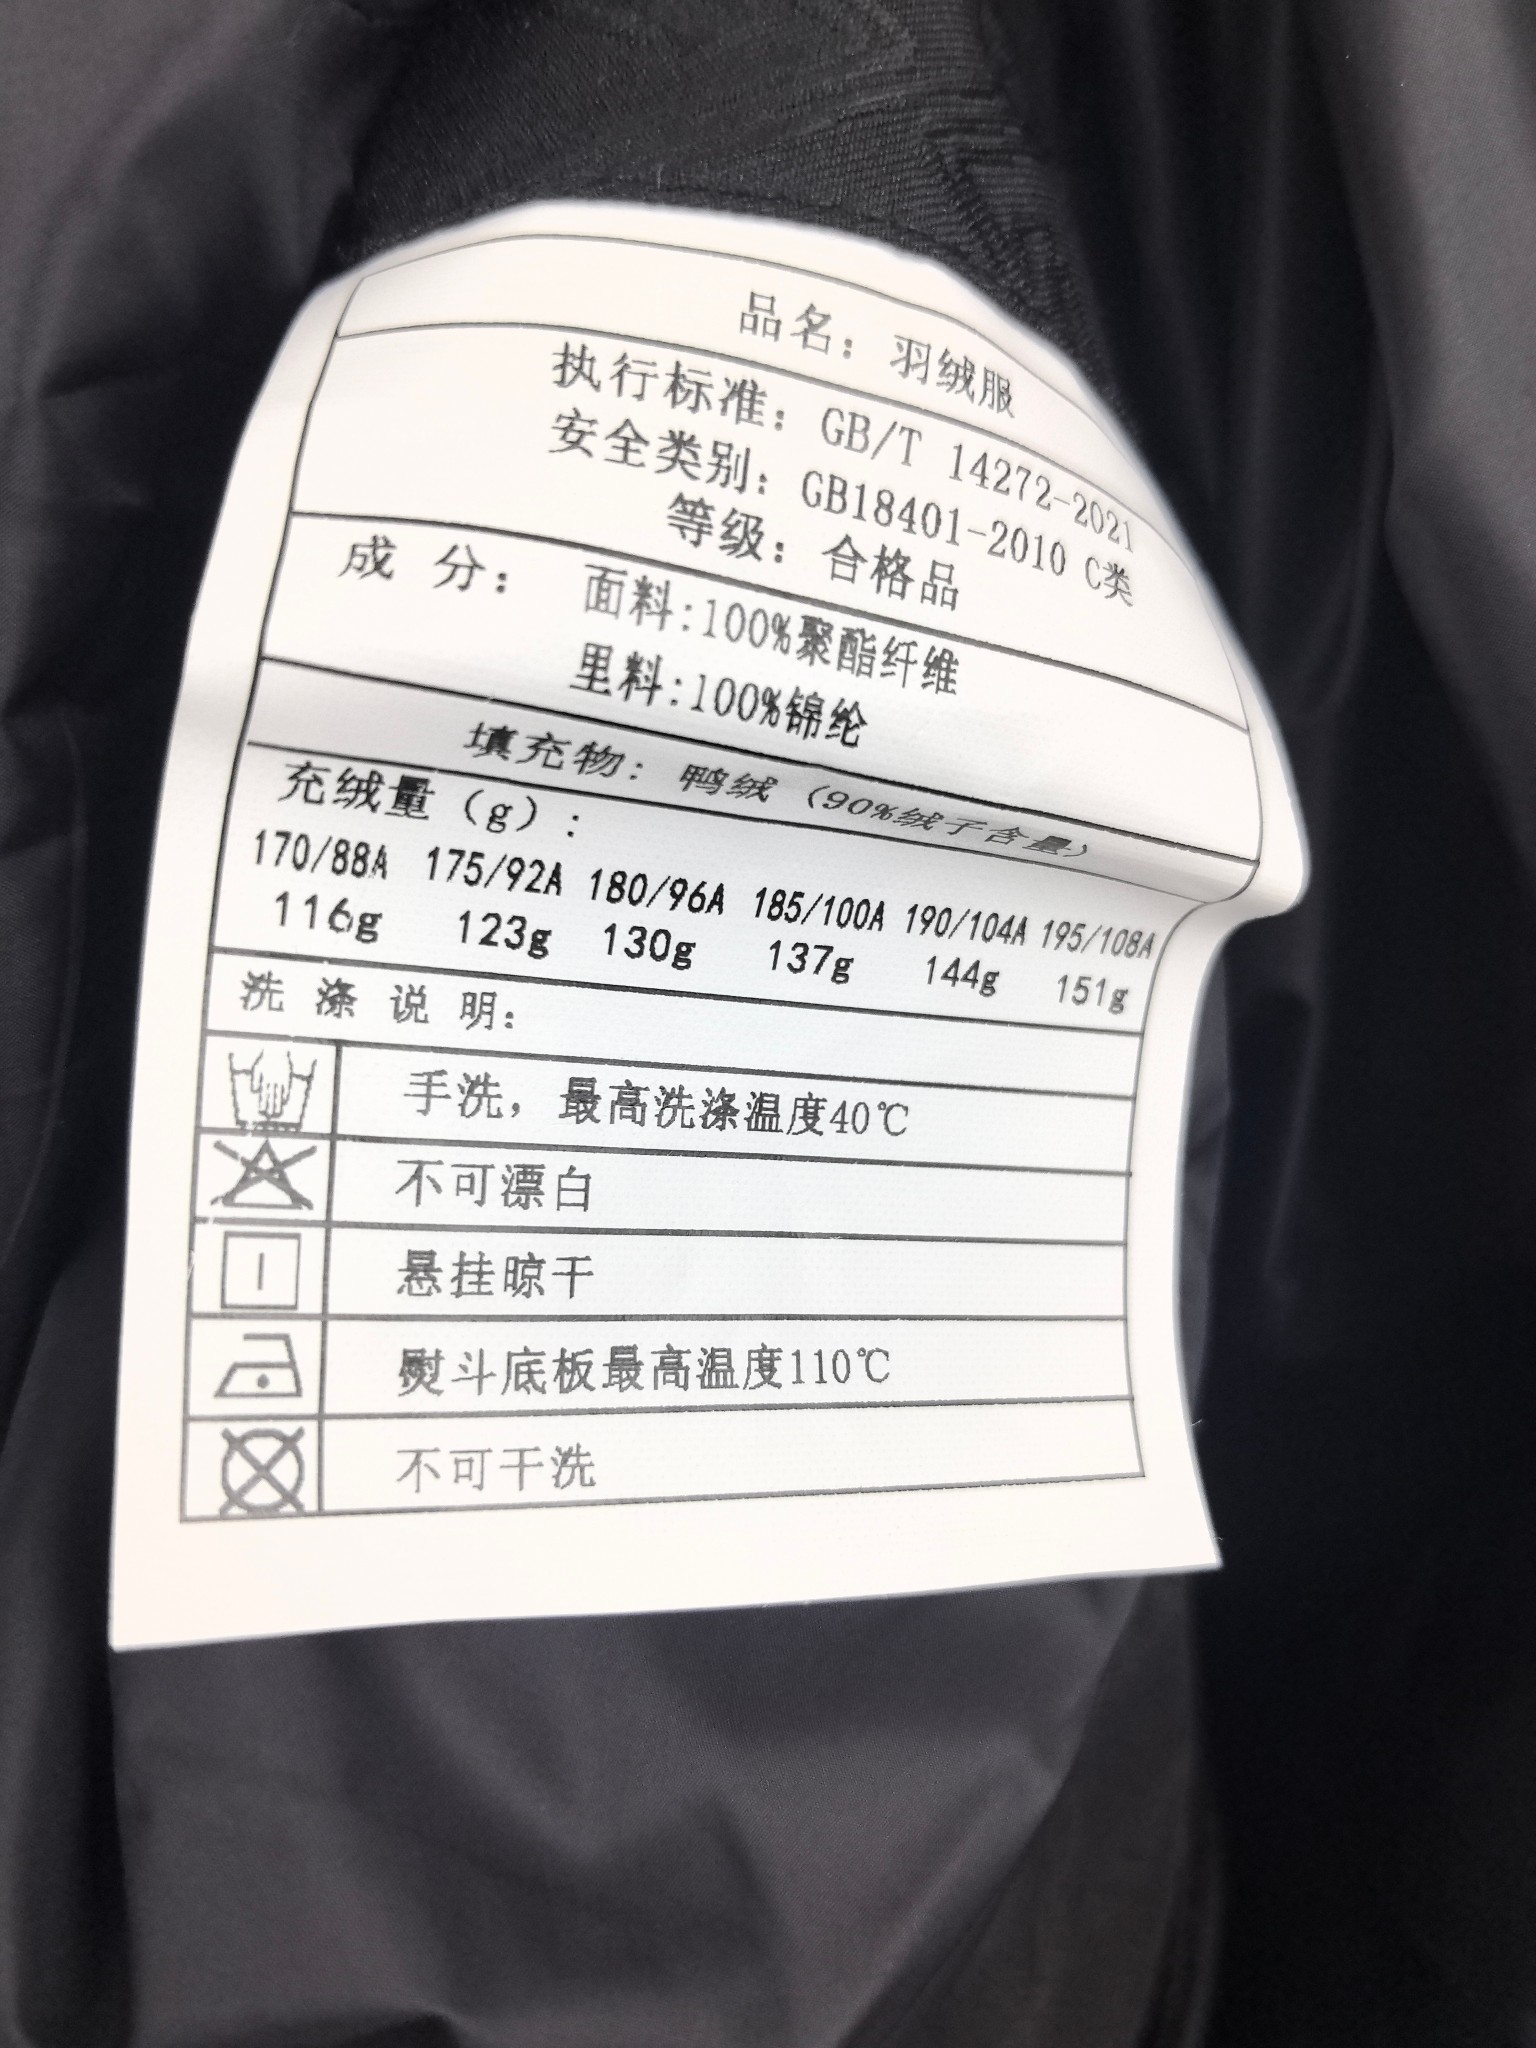 品名：羽绒服
执行标准：GB/T 14272-2021
安全类别：GB18401-2010 C类
等级：合格品
成 分：面料:100%聚酯纤维
里料:100%锦纶
填充物：鸭绒（90%绒子含量）
充绒量（g）：
170/88A 175/92A 180/96A 185/100A 190/104A 195/108A
116g 123g 130g 137g 144g 151g
洗 涤 说 明：
手洗，最高洗涤温度40℃
不可漂白
悬挂晾干
熨斗底板最高温度110℃
不可干洗